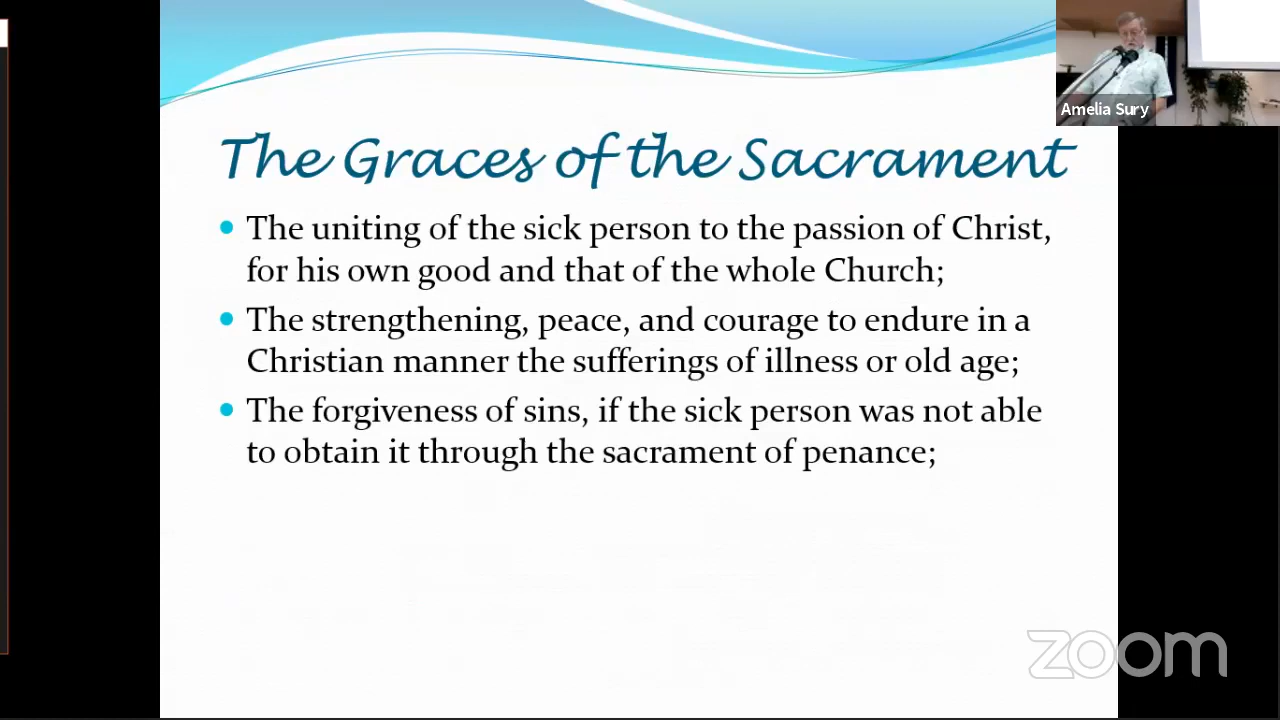 Amelia Sury
The Graces of the Sacrament
The uniting of the sick person to the passion of Christ,
for his own good and that of the whole Church;
The strengthening, peace, and courage to endure in a
Christian manner the sufferings of illness or old age;
The forgiveness of sins, if the sick person was not able
to obtain it through the sacrament of penance;
zoom